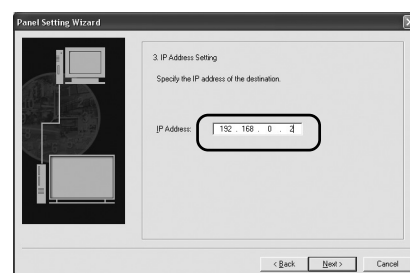 Panel Setting Wizard
3. IP Address Setting
Specify the IP address of the destination.
IP Address: 192 . 168 . 0 . 2
< Back Next > Cancel